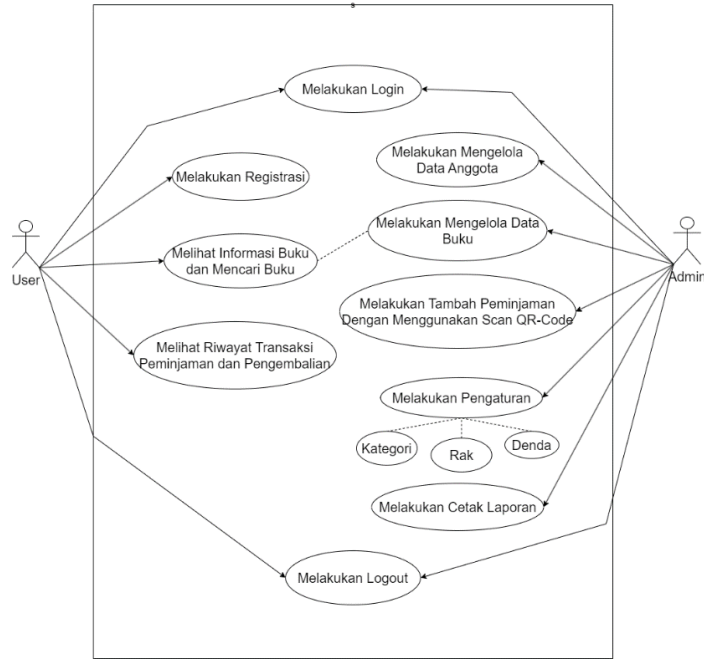 s
Melakukan Login
Melakukan Mengelola
Data Anggota
Melakukan Registrasi
Melakukan Mengelola Data
Buku
Melihat Informasi Buku
dan Mencari Buku
User
Admin
Melakukan Tambah Peminjaman
Dengan Menggunakan Scan QR-Code
Melihat Riwayat Transaksi
Peminjaman dan Pengembalian
Melakukan Pengaturan
Kategori
Rak
Denda
Melakukan Cetak Laporan
Melakukan Logout